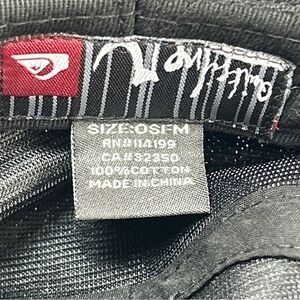 SIZE:OSFM
RN#114199
CA#32350
100%COTTON
MADE IN CHINA